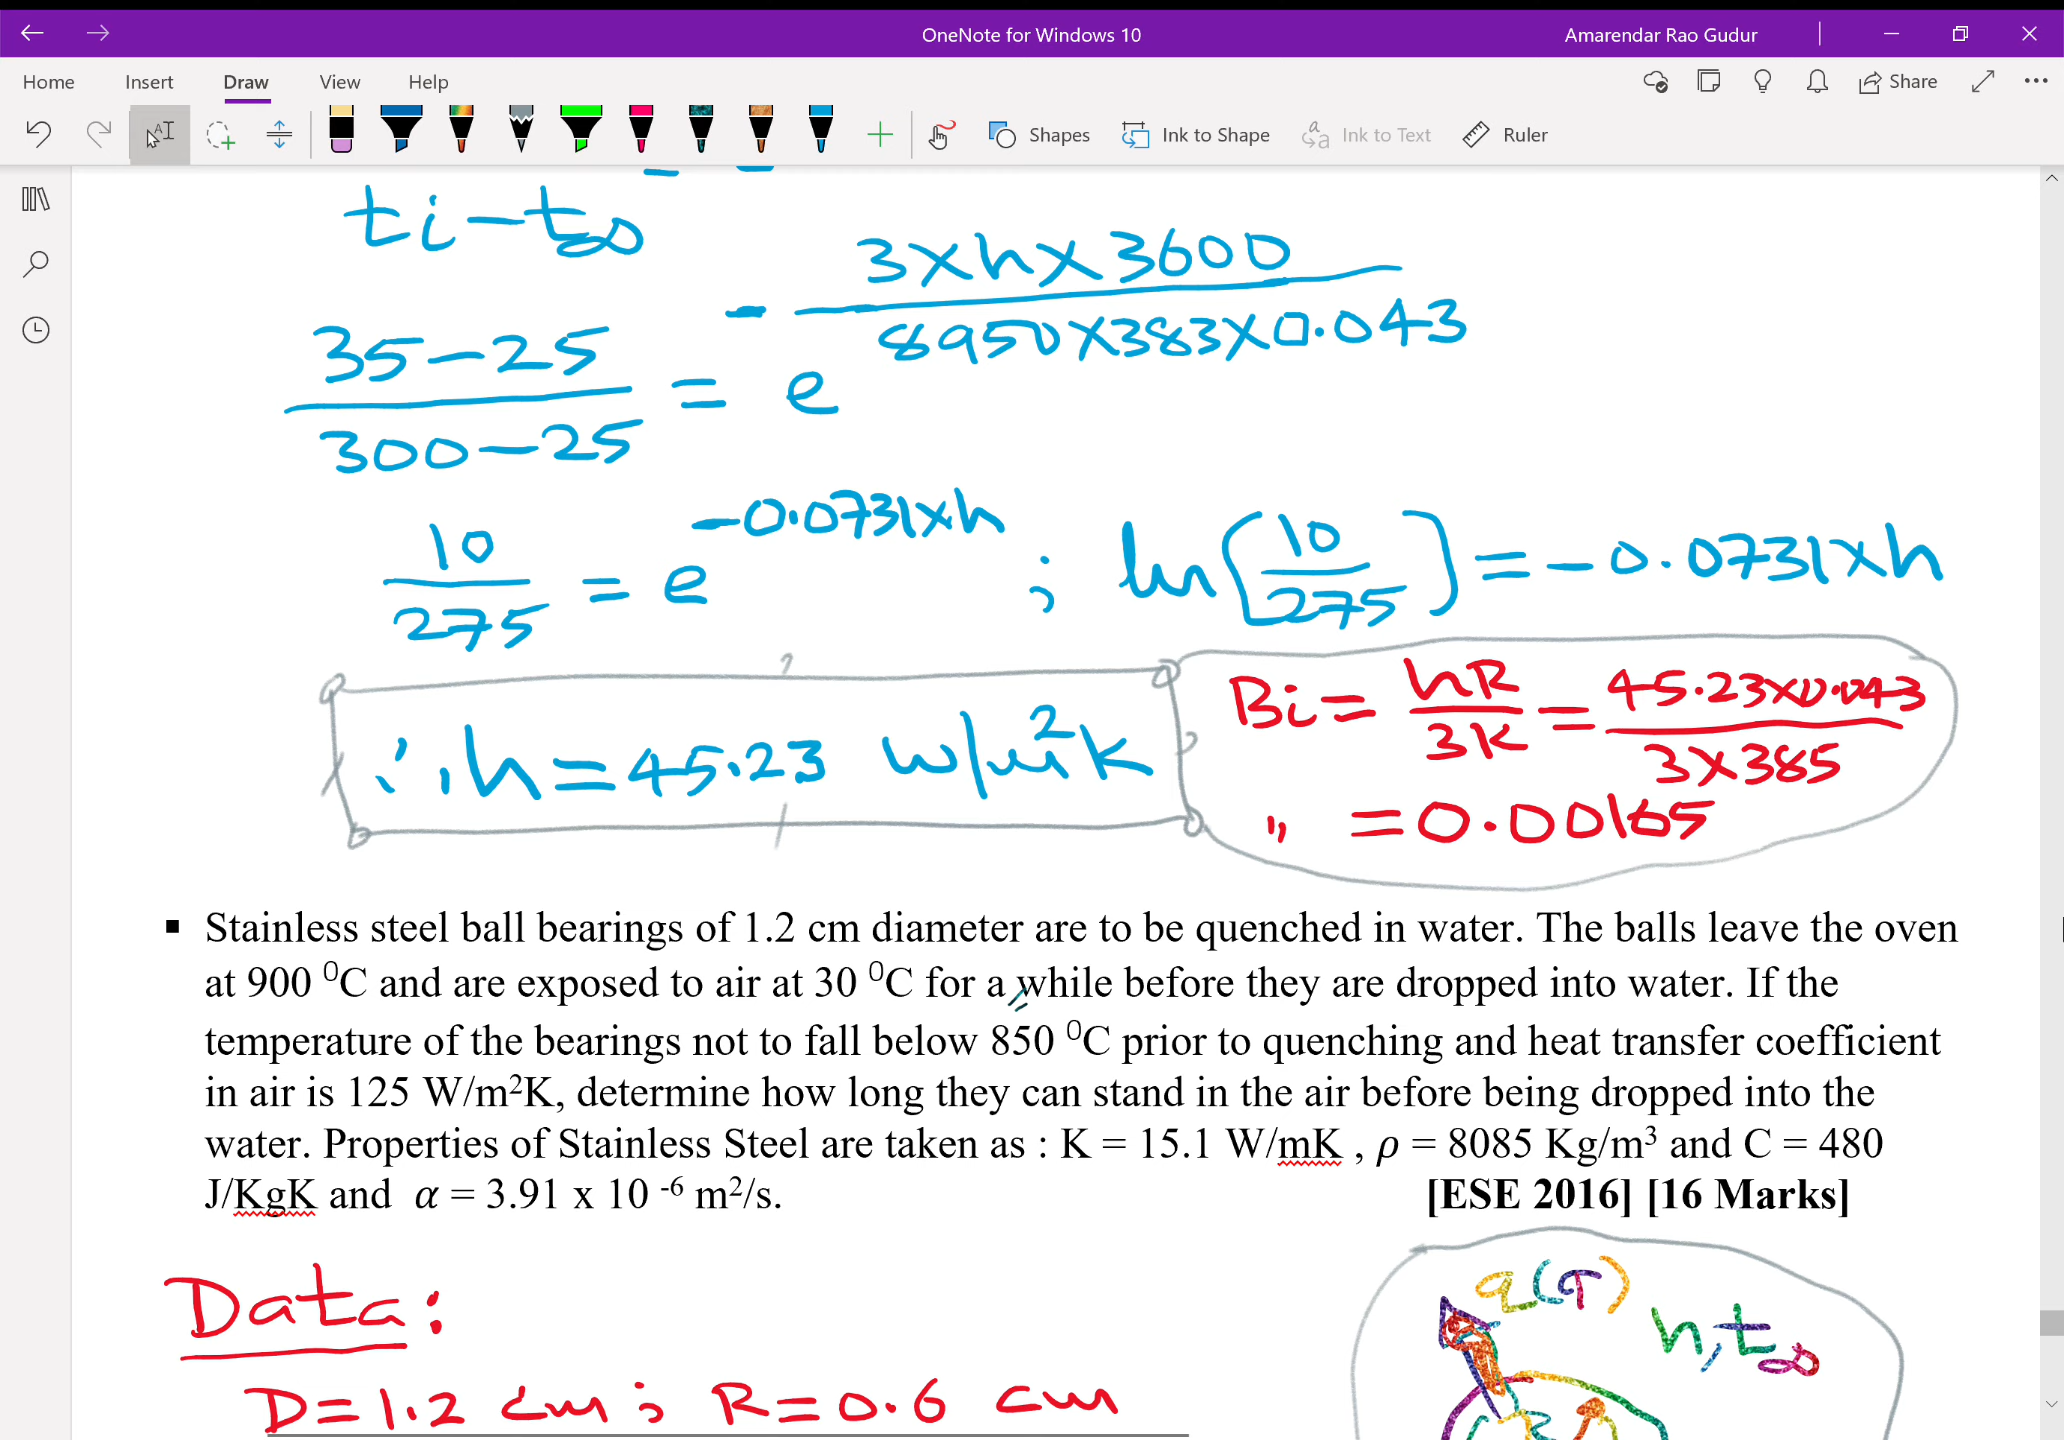 OneNote for Windows 10
Amarendar Rao Gudur
Home Insert Draw View Help
Share
Shapes Ink to Shape Ink to Text Ruler
ti - t∞
35-25 / 300-25 = e^ - 3×h×3600 / 8950×383×0.043
10/275 = e^-0.0731×h ; ln(10/275) = -0.0731×h
∴ h = 45.23 w/m²k
Bi = hR/3K = 45.23×0.043 / 3×385
" = 0.00165
▪ Stainless steel ball bearings of 1.2 cm diameter are to be quenched in water. The balls leave the oven
at 900 ⁰C and are exposed to air at 30 ⁰C for a while before they are dropped into water. If the
temperature of the bearings not to fall below 850 ⁰C prior to quenching and heat transfer coefficient
in air is 125 W/m²K, determine how long they can stand in the air before being dropped into the
water. Properties of Stainless Steel are taken as : K = 15.1 W/mK , ρ = 8085 Kg/m³ and C = 480
J/KgK and α = 3.91 x 10 ⁻⁶ m²/s. [ESE 2016] [16 Marks]
Data:
q(T)
h, t∞
D = 1.2 cm ; R = 0.6 cm